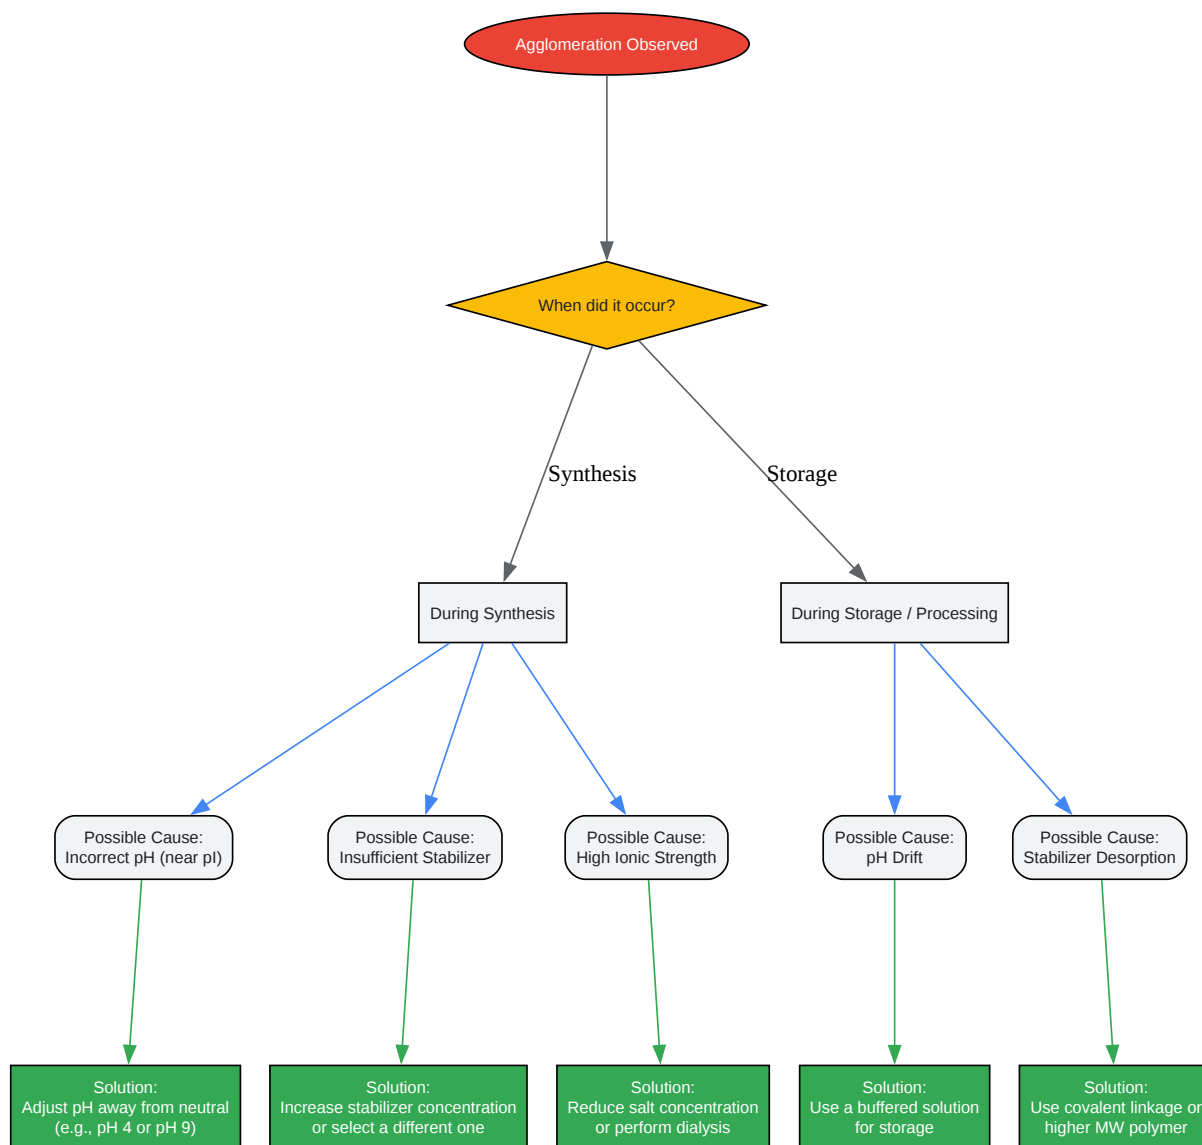 Agglomeration Observed
When did it occur?
Synthesis
Storage
During Synthesis
During Storage / Processing
Possible Cause:
Incorrect pH (near pI)
Possible Cause:
Insufficient Stabilizer
Possible Cause:
High Ionic Strength
Possible Cause:
pH Drift
Possible Cause:
Stabilizer Desorption
Solution:
Adjust pH away from neutral
(e.g., pH 4 or pH 9)
Solution:
Increase stabilizer concentration
or select a different one
Solution:
Reduce salt concentration
or perform dialysis
Solution:
Use a buffered solution
for storage
Solution:
Use covalent linkage or
higher MW polymer